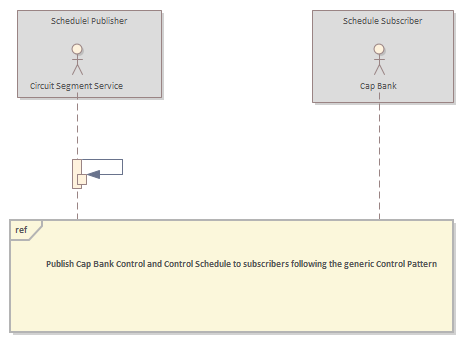 Schedulel Publisher
Schedule Subscriber
Circuit Segment Service
Cap Bank
ref
Publish Cap Bank Control and Control Schedule to subscribers following the generic Control Pattern